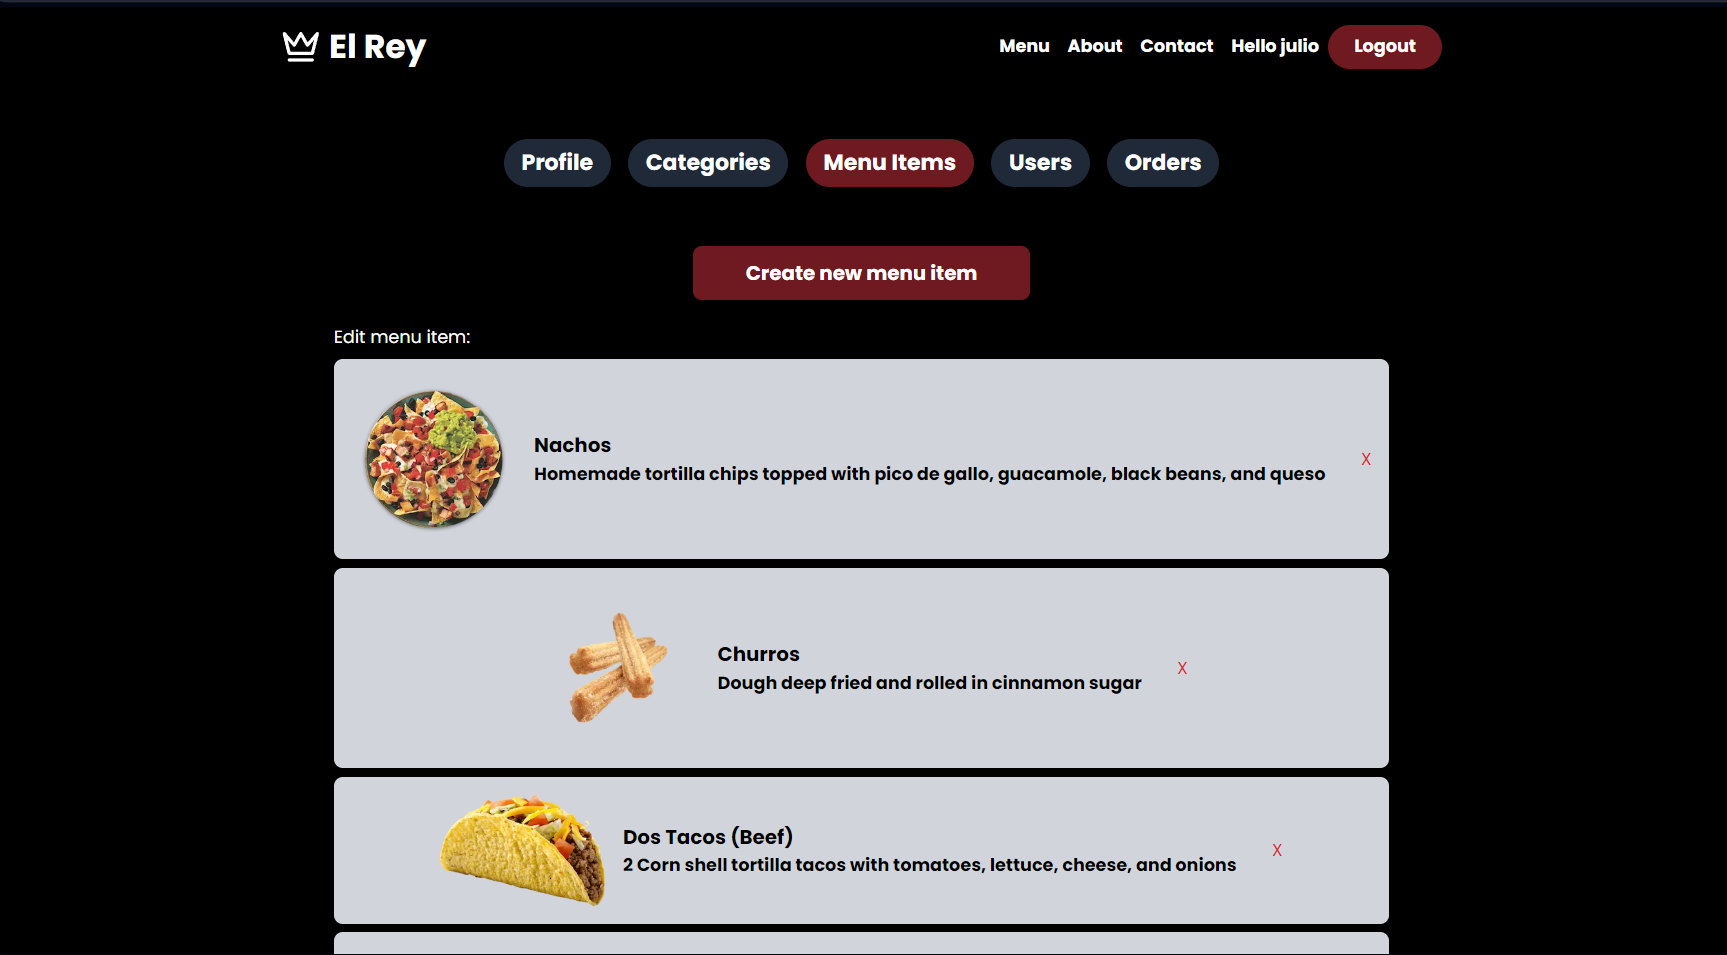 El Rey
Menu About Contact Hello julio Logout
Profile Categories Menu Items Users Orders
Create new menu item
Edit menu item:
Nachos
Homemade tortilla chips topped with pico de gallo, guacamole, black beans, and queso
X
Churros
Dough deep fried and rolled in cinnamon sugar
X
Dos Tacos (Beef)
2 Corn shell tortilla tacos with tomatoes, lettuce, cheese, and onions
X